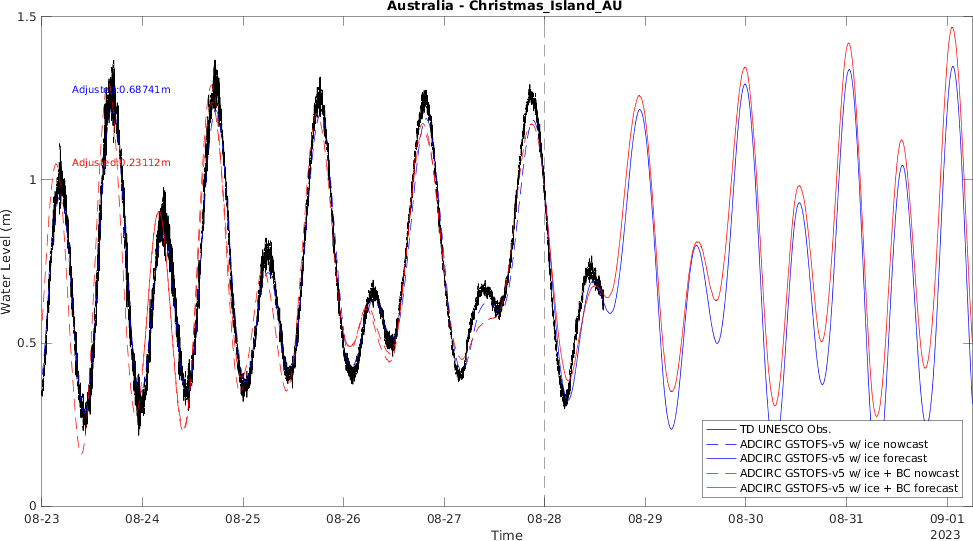 Australia - Christmas_Island_AU
1.5
1
0.5
0
Water Level (m)
Adjusted:0.68741m
Adjusted:0.23112m
TD UNESCO Obs.
ADCIRC GSTOFS-v5 w/ ice nowcast
ADCIRC GSTOFS-v5 w/ ice forecast
ADCIRC GSTOFS-v5 w/ ice + BC nowcast
ADCIRC GSTOFS-v5 w/ ice + BC forecast
08-23 08-24 08-25 08-26 08-27 08-28 08-29 08-30 08-31 09-01
2023
Time